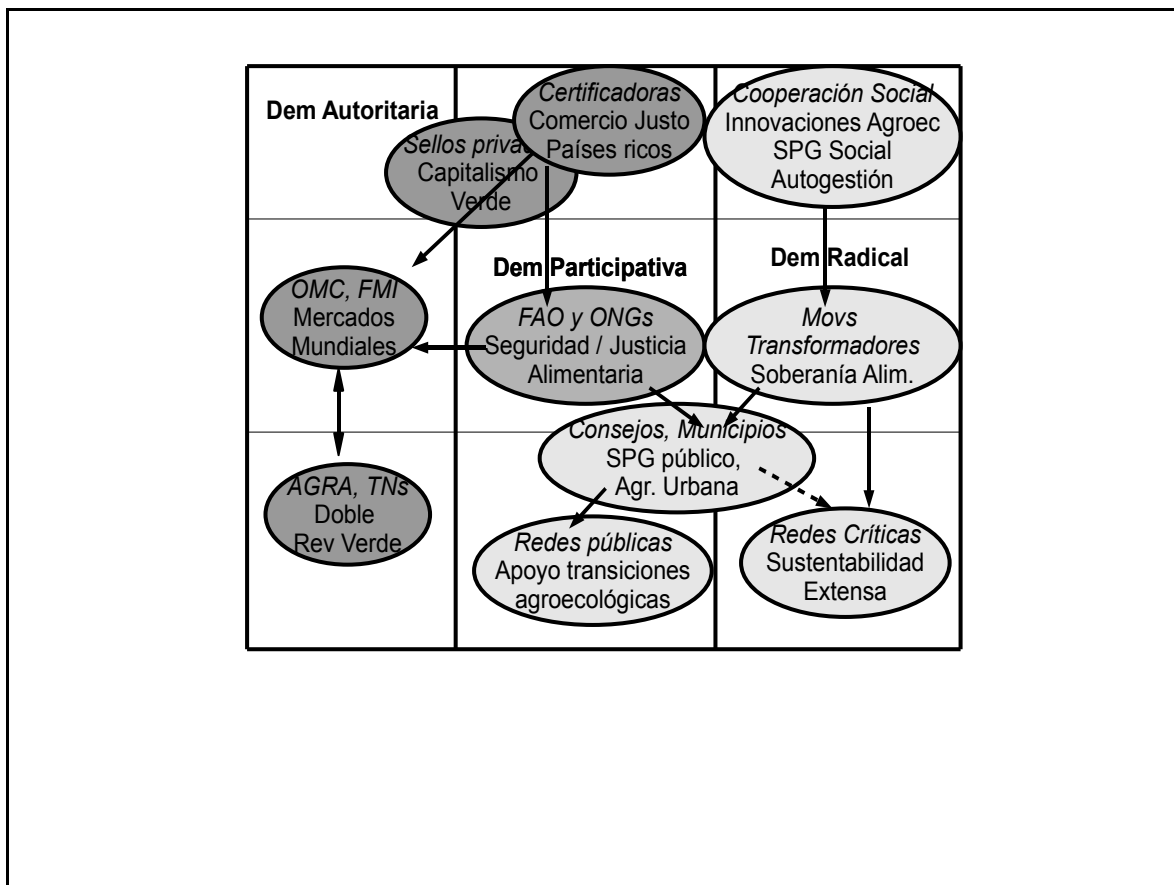 Dem Autoritaria
Sellos priva
Capitalismo
Verde
Certificadoras
Comercio Justo
Países ricos
Cooperación Social
Innovaciones Agroec
SPG Social
Autogestión
Dem Participativa
Dem Radical
OMC, FMI
Mercados
Mundiales
FAO y ONGs
Seguridad / Justicia
Alimentaria
Movs
Transformadores
Soberanía Alim.
Consejos, Municipios
SPG público,
Agr. Urbana
AGRA, TNs
Doble
Rev Verde
Redes públicas
Apoyo transiciones
agroecológicas
Redes Críticas
Sustentabilidad
Extensa